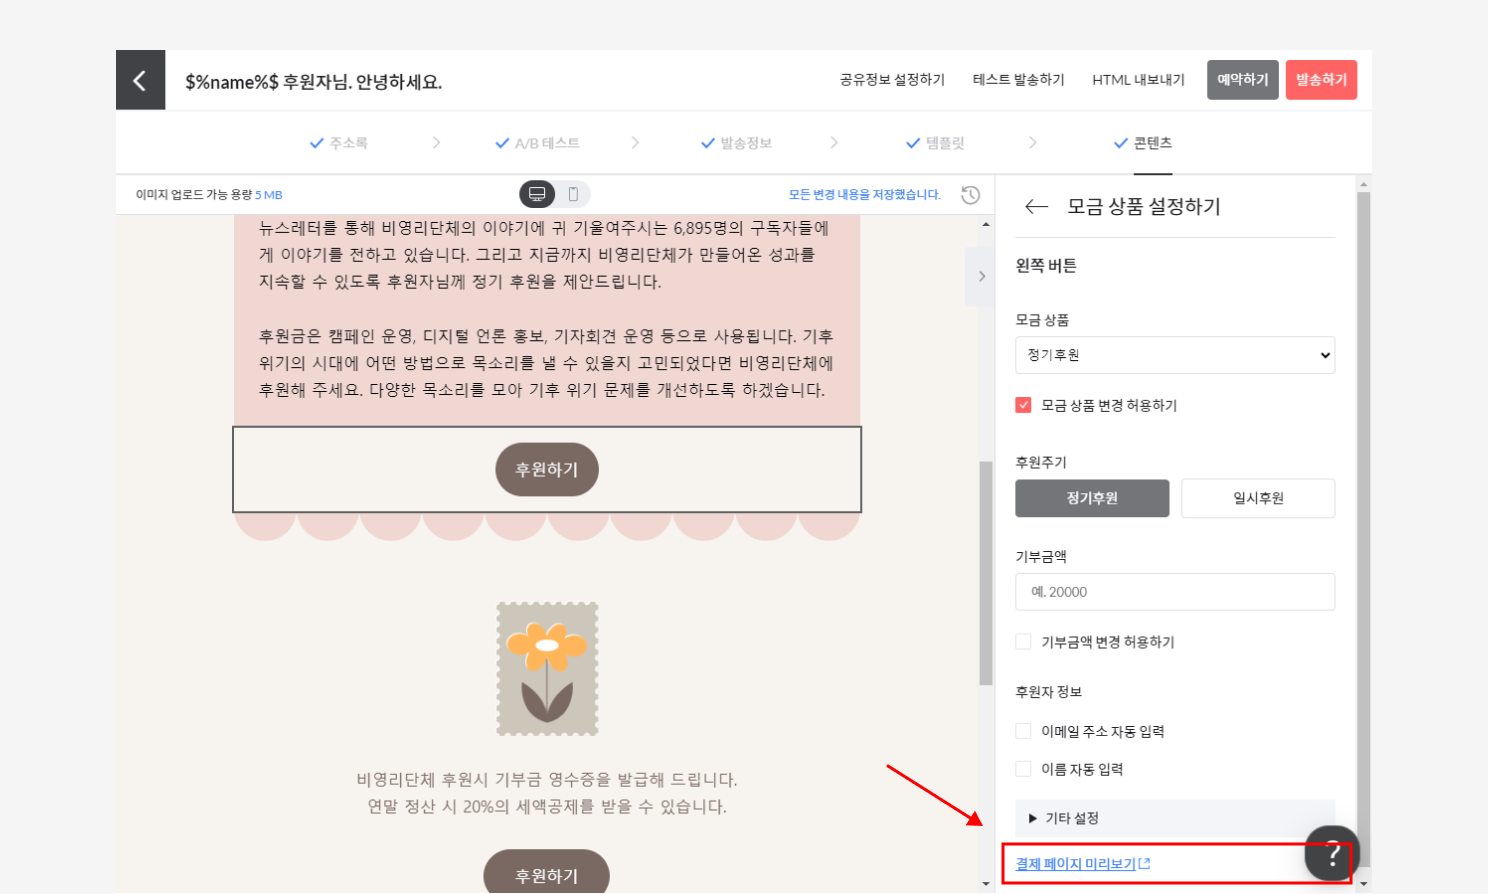 $%name%$ 후원자님. 안녕하세요.
공유정보 설정하기
테스트 발송하기
HTML 내보내기
예약하기
발송하기
주소록
A/B 테스트
발송정보
템플릿
콘텐츠
이미지 업로드 가능 용량 5 MB
모든 변경 내용을 저장했습니다.
뉴스레터를 통해 비영리단체의 이야기에 귀 기울여주시는 6,895명의 구독자들에
게 이야기를 전하고 있습니다. 그리고 지금까지 비영리단체가 만들어온 성과를
지속할 수 있도록 후원자님께 정기 후원을 제안드립니다.
후원금은 캠페인 운영, 디지털 언론 홍보, 기자회견 운영 등으로 사용됩니다. 기후
위기의 시대에 어떤 방법으로 목소리를 낼 수 있을지 고민되었다면 비영리단체에
후원해 주세요. 다양한 목소리를 모아 기후 위기 문제를 개선하도록 하겠습니다.
후원하기
비영리단체 후원시 기부금 영수증을 발급해 드립니다.
연말 정산 시 20%의 세액공제를 받을 수 있습니다.
후원하기
모금 상품 설정하기
왼쪽 버튼
모금 상품
정기후원
모금 상품 변경 허용하기
후원주기
정기후원
일시후원
기부금액
예. 20000
기부금액 변경 허용하기
후원자 정보
이메일 주소 자동 입력
이름 자동 입력
▶ 기타 설정
결제 페이지 미리보기
?